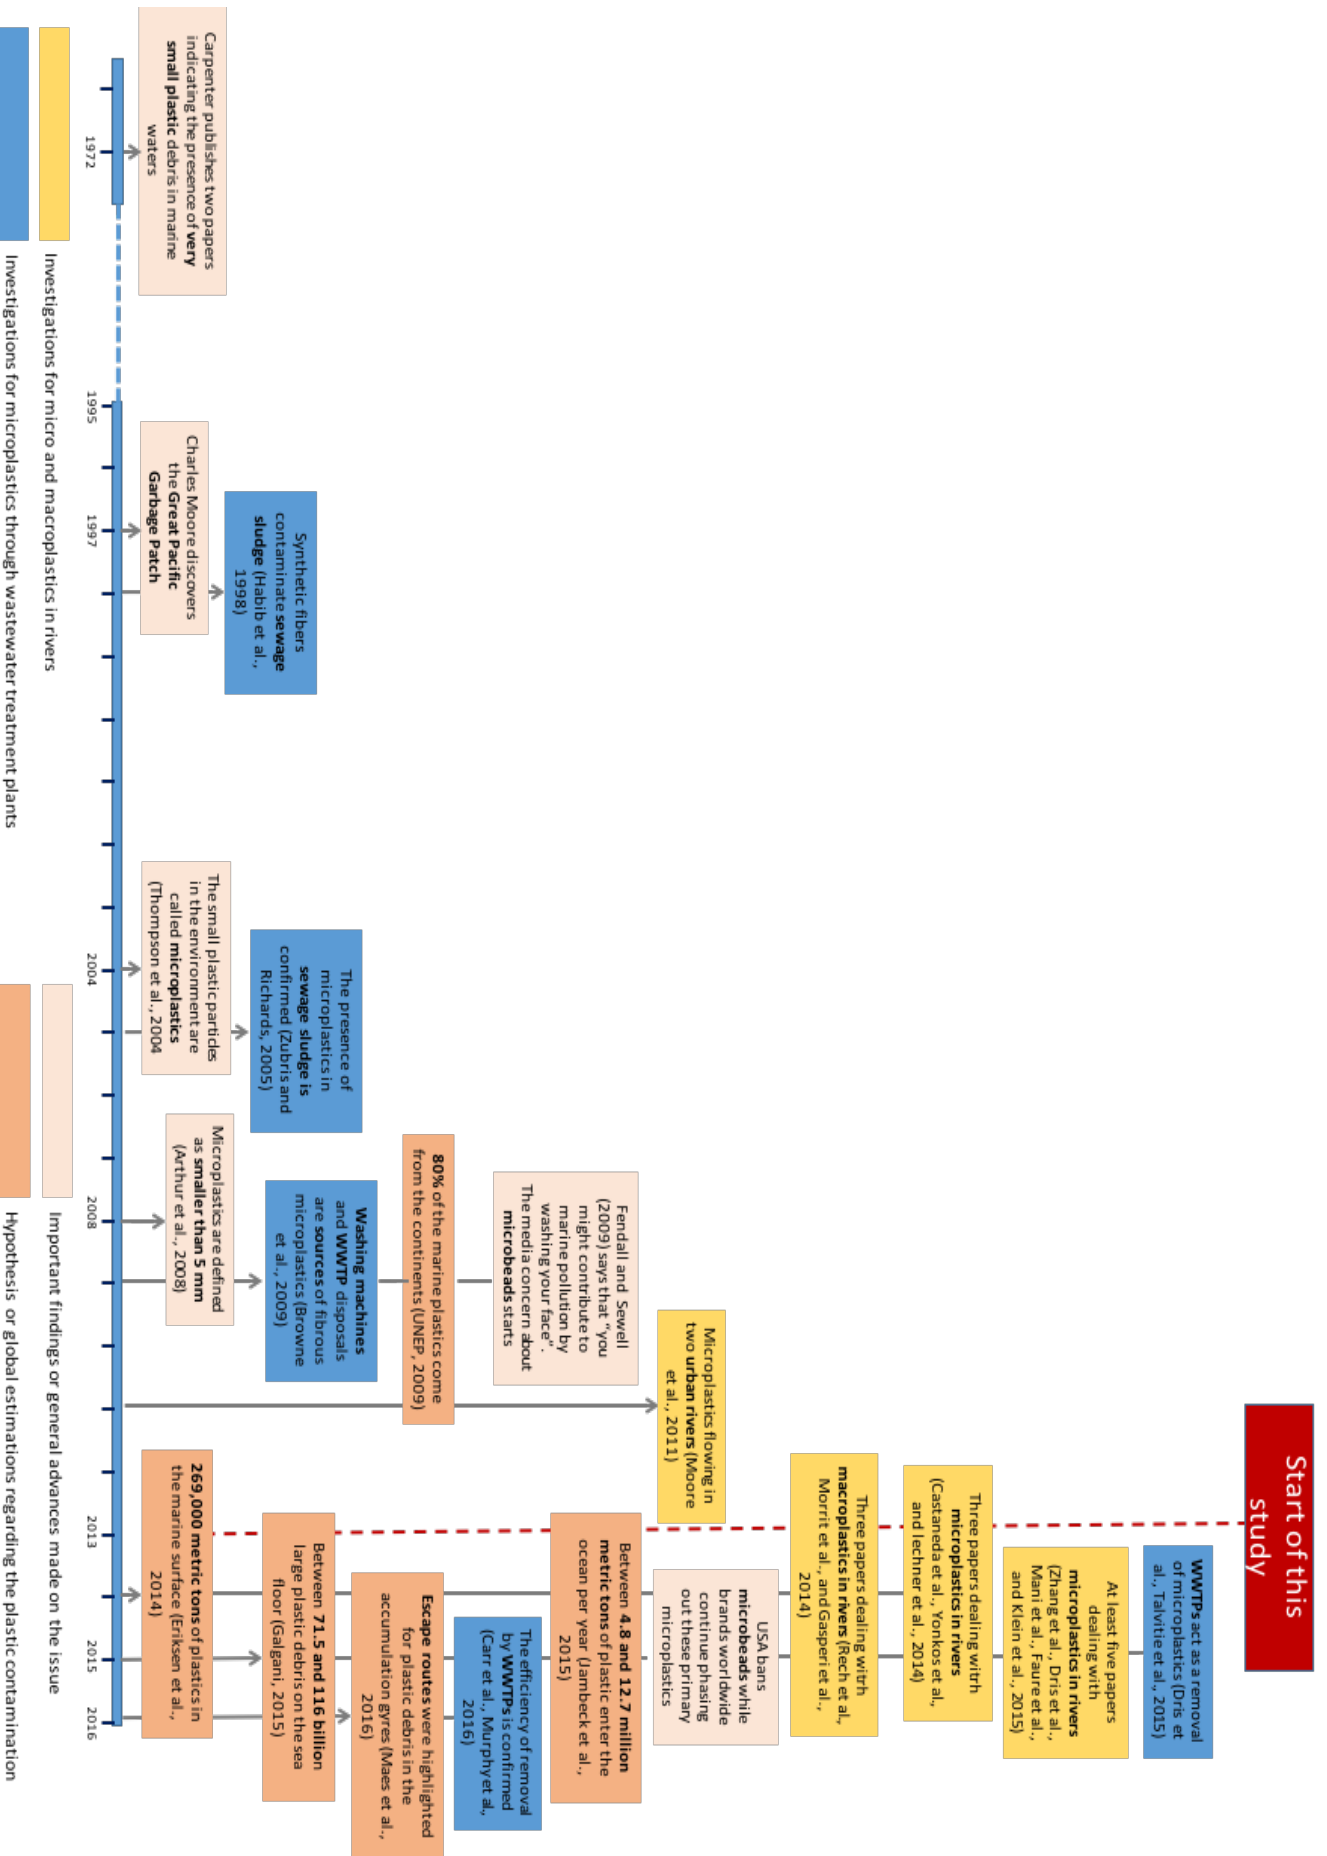 Start of this
study
WWTPs act as a removal
of microplastics (Dris et
al., Talvitie et al., 2015)
At least five papers
dealing with
microplastics in rivers
(Zhang et al., Dris et al.,
Mani et al., Faure et al.,
and Klein et al., 2015)
Three papers dealing witrh
microplastics in rivers
(Castaneda et al., Yonkos et al.,
and lechner et al., 2014)
Three papers dealing witrh
macroplastics in rivers (Rech et al.,
Morrit et al., and Gasperi et al.,
2014)
Microplastics flowing in
two urban rivers (Moore
et al., 2011)
USA bans
microbeads while
brands worldwide
continue phasing
out these primary
microplastics
Fendall and Sewell
(2009) says that “you
might contribute to
marine pollution by
washing your face”.
The media concern about
microbeads starts
Between 4.8 and 12.7 million
metric tons of plastic enter the
ocean per year (Jambeck et al.,
2015)
80% of the marine plastics come
from the continents (UNEP, 2009)
The efficiency of removal
by WWTPs is confirmed
(Carr et al., Murphy et al.,
2016)
Escape routes were highlighted
for plastic debris in the
accumulation gyres (Maes et al.,
2016)
Synthetic fibers
contaminate sewage
sludge (Habib et al.,
1998)
The presence of
microplastics in
sewage sludge is
confirmed (Zubris and
Richards, 2005)
Washing machines
and WWTP disposals
are sources of fibrous
microplastics (Browne
et al., 2009)
Between 71.5 and 116 billion
large plastic debris on the sea
floor (Galgani, 2015)
Carpenter publishes two papers
indicating the presence of very
small plastic debris in marine
waters
Charles Moore discovers
the Great Pacific
Garbage Patch
The small plastic particles
in the environment are
called microplastics
(Thompson et al., 2004
Microplastics are defined
as smaller than 5 mm
(Arthur et al., 2008)
269,000 metric tons of plastics in
the marine surface (Eriksen et al.,
2014)
1972
1995
1997
2004
2008
2013
2015
2016
Investigations for micro and macroplastics in rivers
Important findings or general advances made on the issue
Investigations for microplastics through wastewater treatment plants
Hypothesis or global estimations regarding the plastic contamination